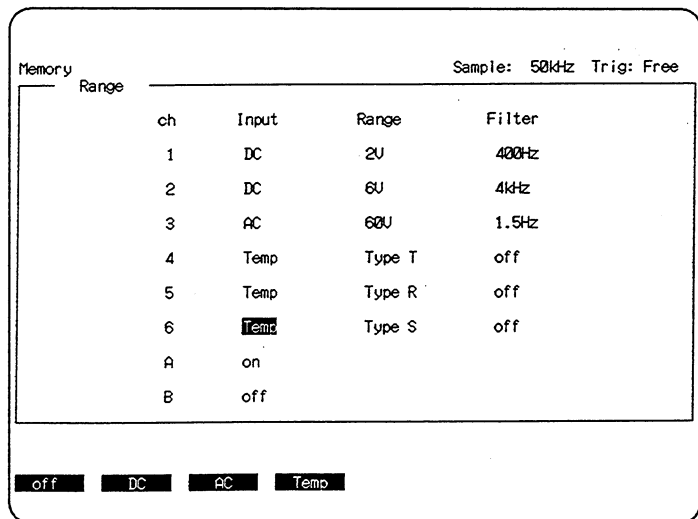 Memory Sample: 50kHz Trig: Free
Range
ch Input Range Filter
1 DC 2V 400Hz
2 DC 6V 4kHz
3 AC 60V 1.5Hz
4 Temp Type T off
5 Temp Type R off
6 Temp Type S off
A on
B off
off DC AC Temp